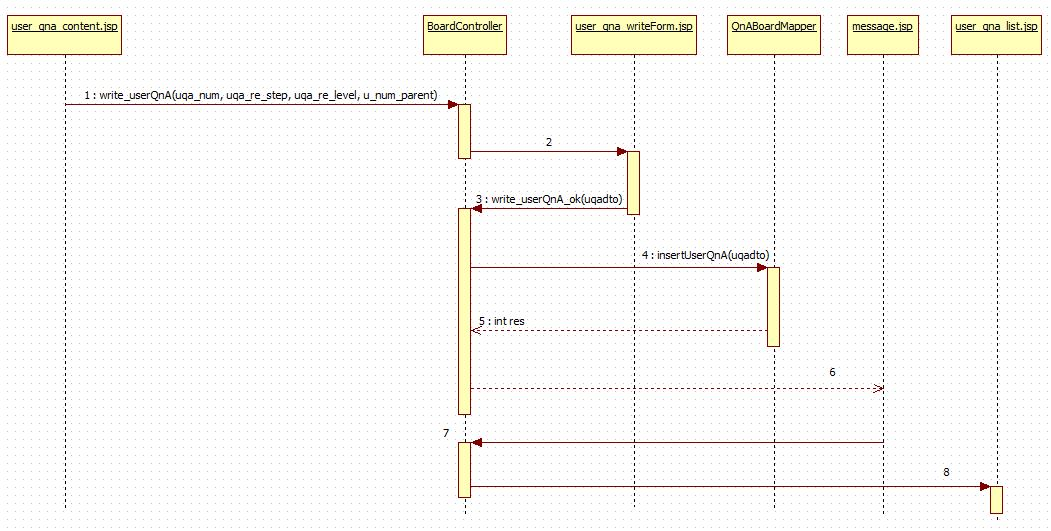 user_qna_content.jsp
BoardController
user_qna_writeForm.jsp
QnABoardMapper
message.jsp
user_qna_list.jsp
1 : write_userQnA(uqa_num, uqa_re_step, uqa_re_level, u_num_parent)
2
3 : write_userQnA_ok(uqadto)
4 : insertUserQnA(uqadto)
5 : int res
6
7
8